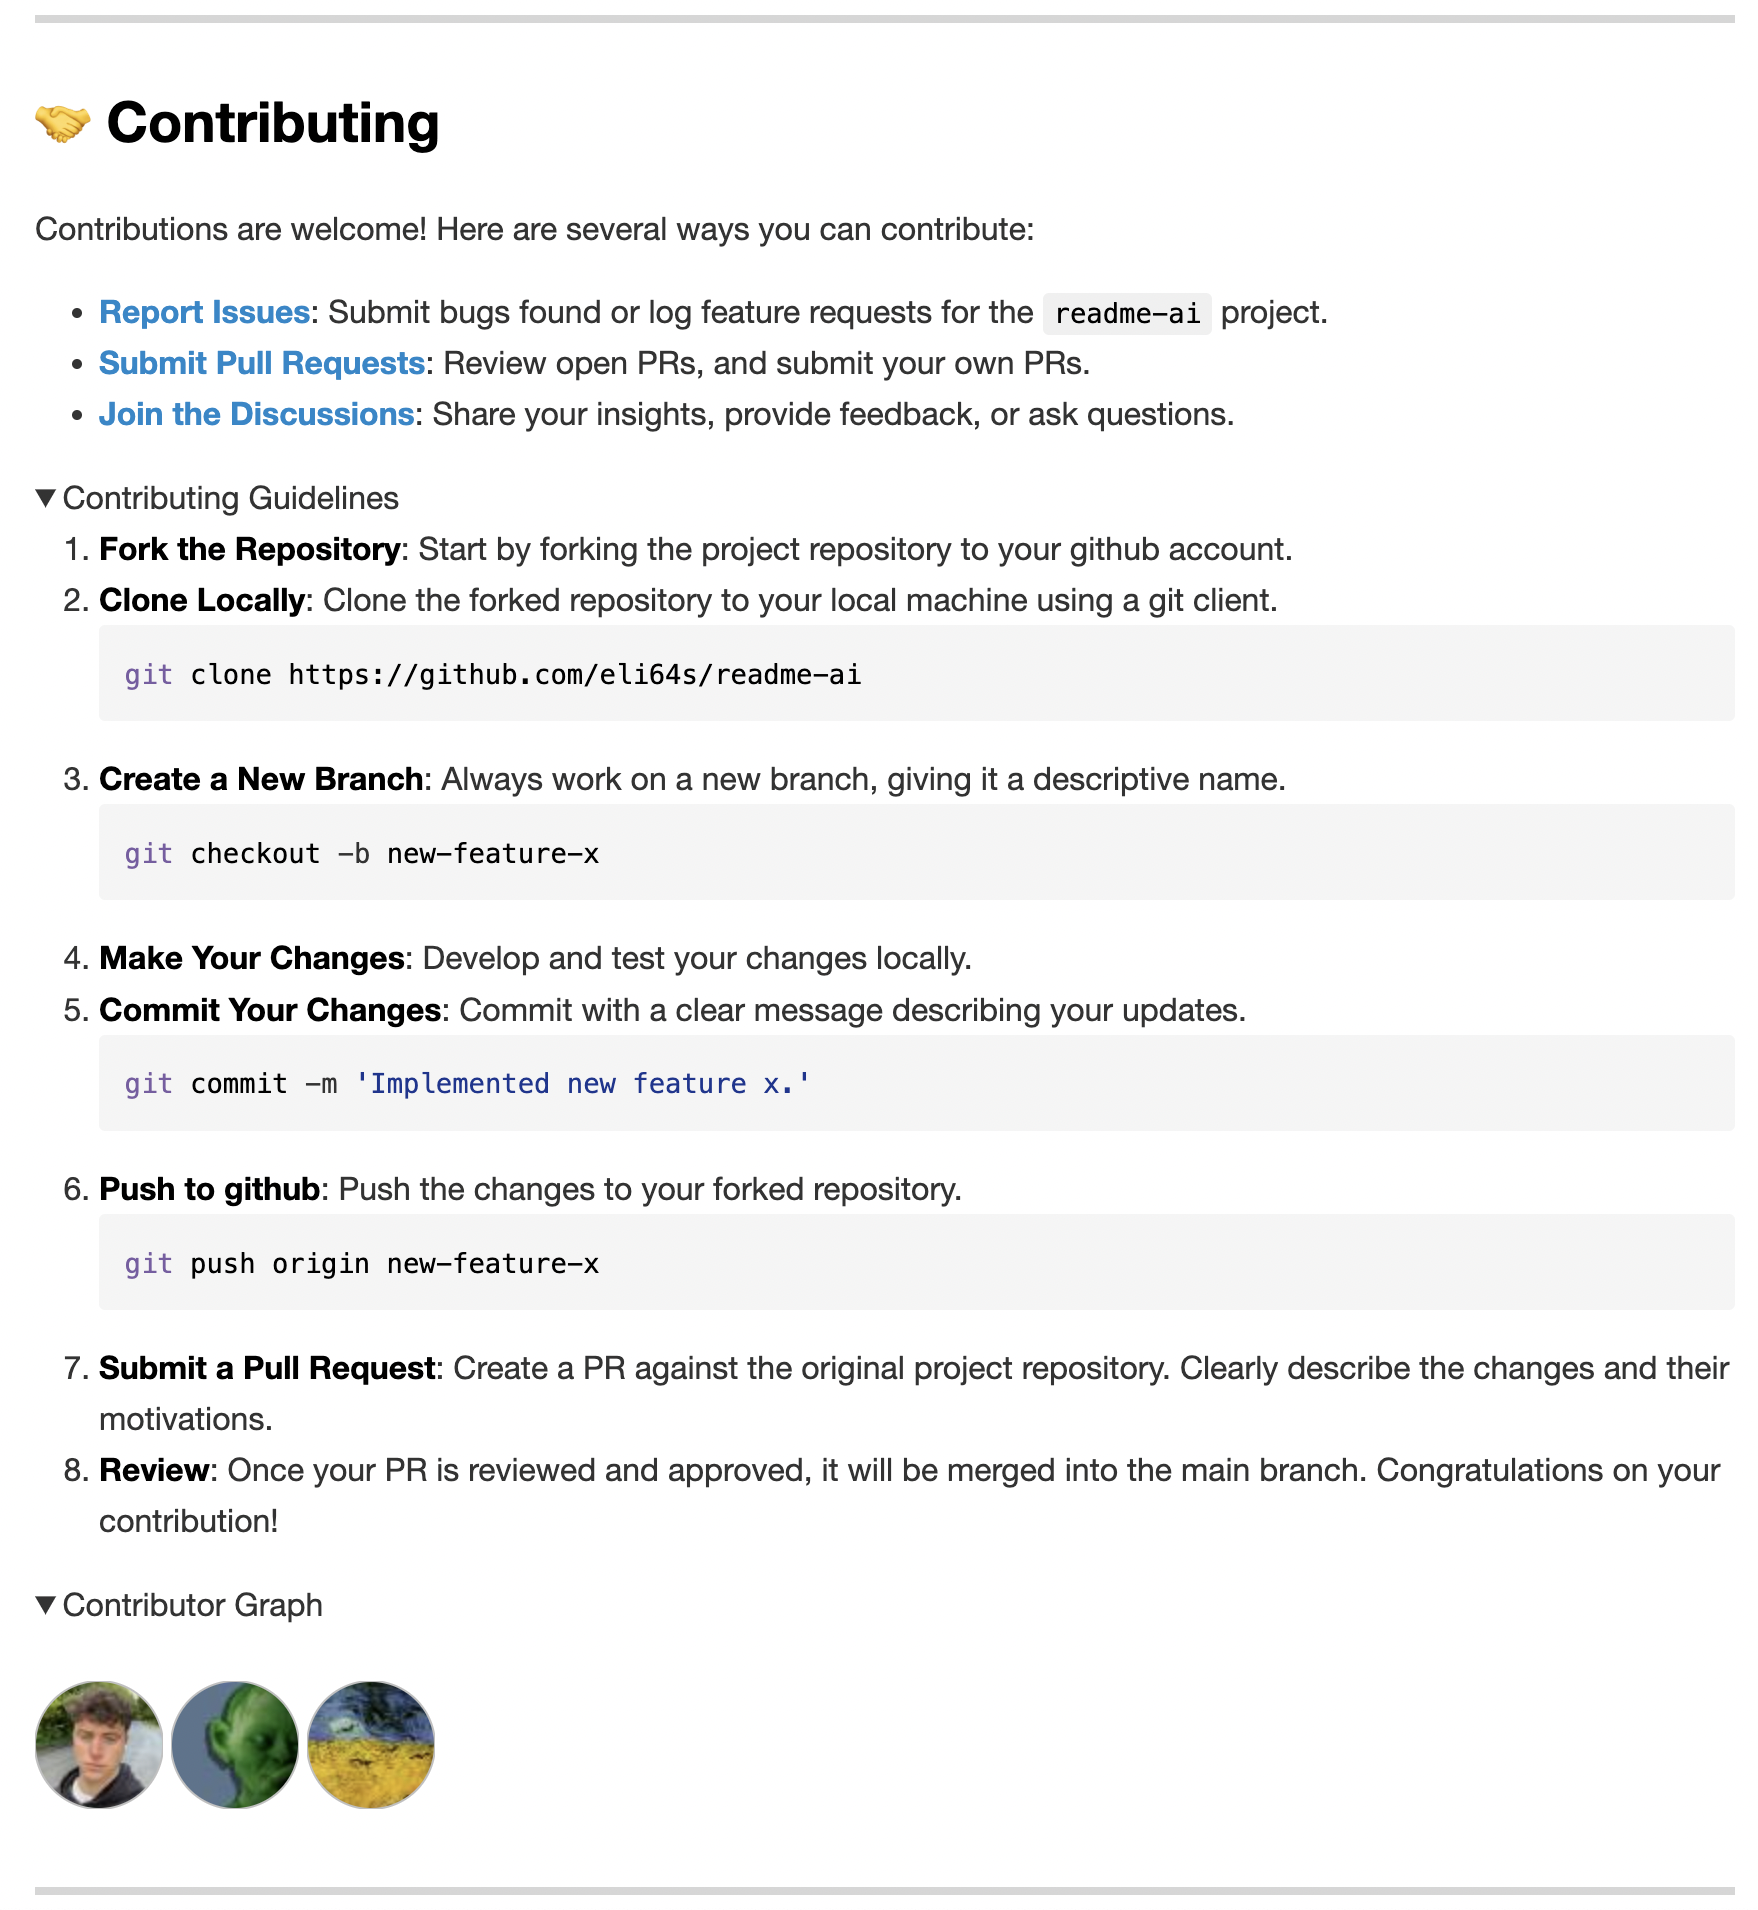 🤝 Contributing
Contributions are welcome! Here are several ways you can contribute:
• Report Issues: Submit bugs found or log feature requests for the readme-ai project.
• Submit Pull Requests: Review open PRs, and submit your own PRs.
• Join the Discussions: Share your insights, provide feedback, or ask questions.
▼ Contributing Guidelines
1. Fork the Repository: Start by forking the project repository to your github account.
2. Clone Locally: Clone the forked repository to your local machine using a git client.
git clone https://github.com/eli64s/readme-ai
3. Create a New Branch: Always work on a new branch, giving it a descriptive name.
git checkout -b new-feature-x
4. Make Your Changes: Develop and test your changes locally.
5. Commit Your Changes: Commit with a clear message describing your updates.
git commit -m 'Implemented new feature x.'
6. Push to github: Push the changes to your forked repository.
git push origin new-feature-x
7. Submit a Pull Request: Create a PR against the original project repository. Clearly describe the changes and their
motivations.
8. Review: Once your PR is reviewed and approved, it will be merged into the main branch. Congratulations on your
contribution!
▼ Contributor Graph